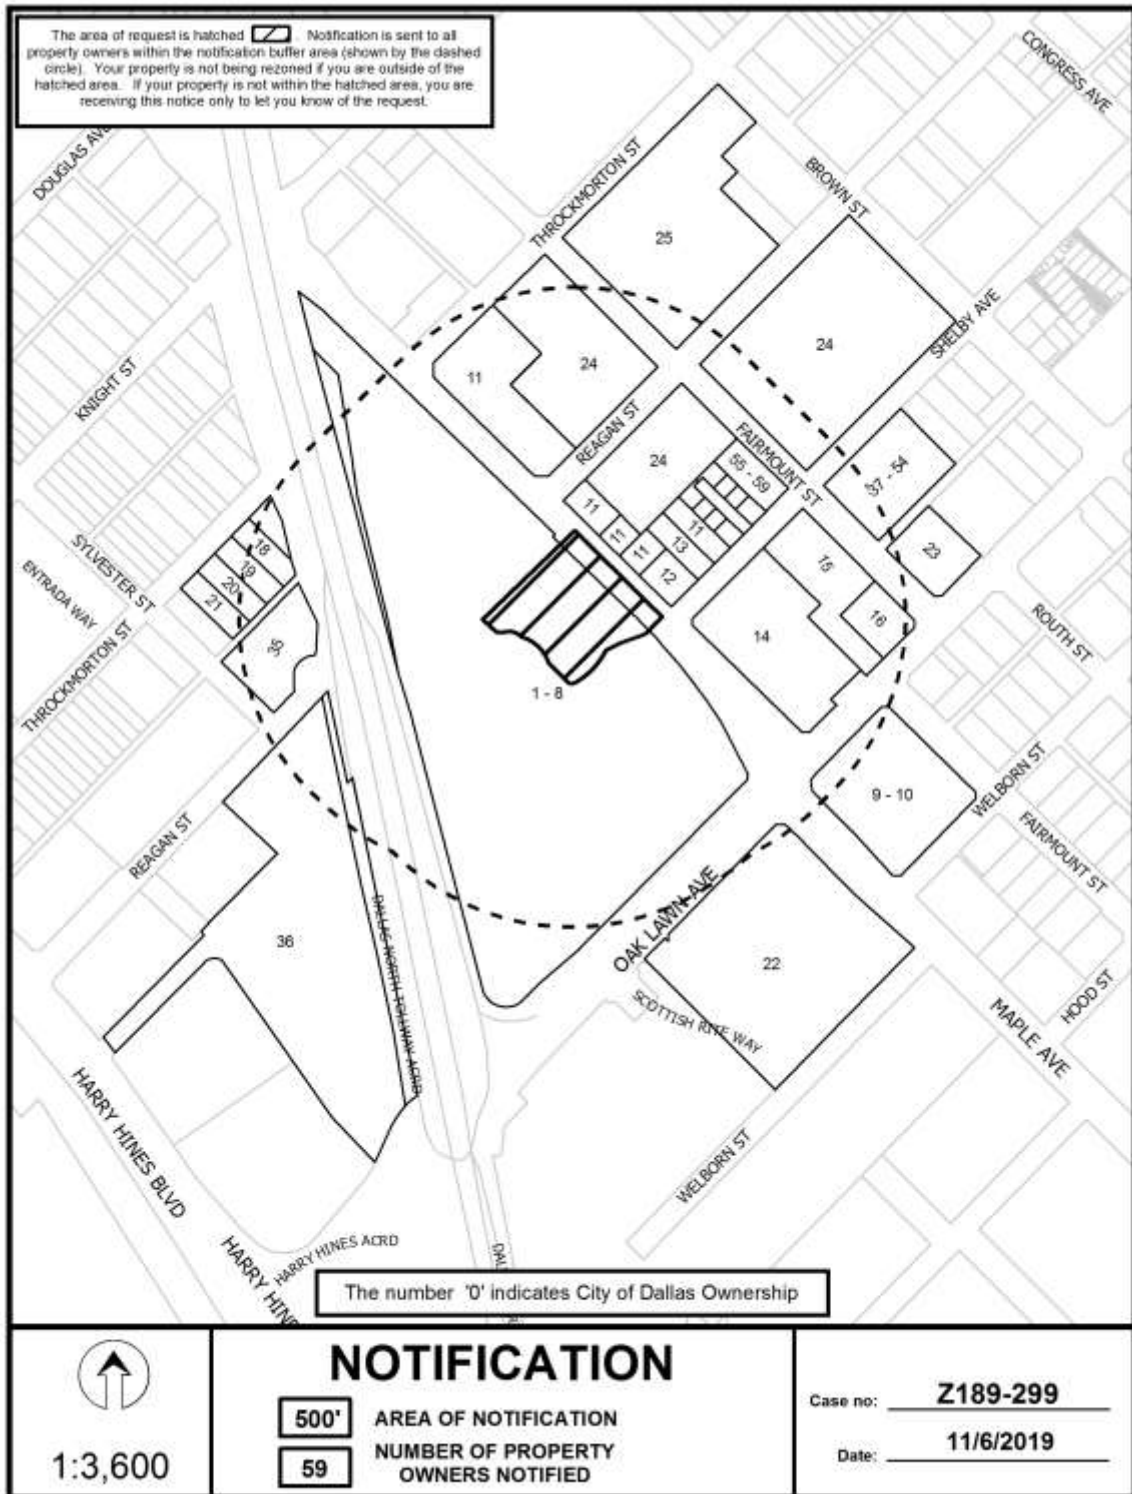 The area of request is hatched . Notification is sent to all
property owners within the notification buffer area (shown by the dashed
circle). Your property is not being rezoned if you are outside of the
hatched area. If your property is not within the hatched area, you are
receiving this notice only to let you know of the request.
CONGRESS AVE
DOUGLAS AVE
THROCKMORTON ST
BROWN ST
25
SHELBY AVE
24
KNIGHT ST
11
24
REAGAN ST
FAIRMOUNT ST
24
55 - 59
37 - 54
11
11
11
11
13
12
23
18
19
20
21
SYLVESTER ST
ENTRADA WAY
THROCKMORTON ST
35
15
16
14
ROUTH ST
1 - 8
9 - 10
WELBORN ST
FAIRMOUNT ST
REAGAN ST
DALLAS NORTH TOLLWAY ACRD
36
OAK LAWN AVE
22
SCOTTISH RITE WAY
HOOD ST
MAPLE AVE
HARRY HINES BLVD
WELBORN ST
HARRY HINES ACRD
HARRY HINE
DAL
The number '0' indicates City of Dallas Ownership
1:3,600
NOTIFICATION
500' AREA OF NOTIFICATION
59 NUMBER OF PROPERTY
OWNERS NOTIFIED
Case no: Z189-299
Date: 11/6/2019